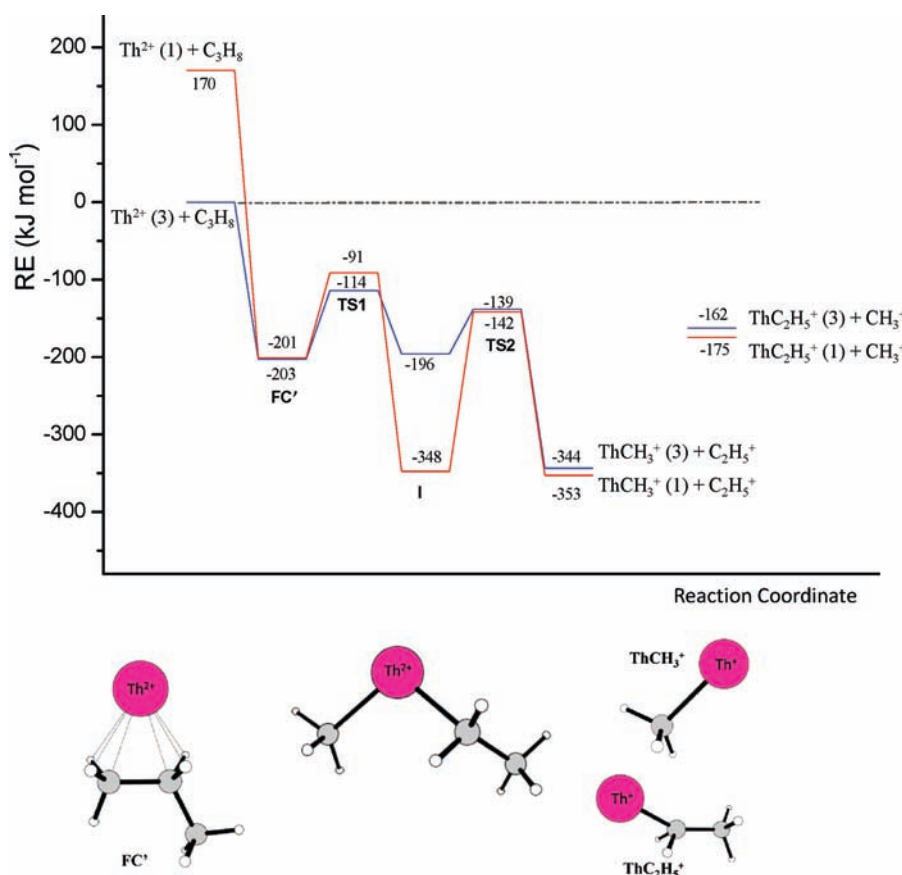 200
Th²⁺ (1) + C₃H₈
170
100
0
Th²⁺ (3) + C₃H₈
RE (kJ mol⁻¹)
-91
-100
-114
TS1
-139
-142
TS2
-162
ThC₂H₅⁺ (3) + CH₃⁺
-175
ThC₂H₅⁺ (1) + CH₃⁺
-200
-201
-203
FC'
-196
-300
-348
I
-344
ThCH₃⁺ (3) + C₂H₅⁺
-353
ThCH₃⁺ (1) + C₂H₅⁺
-400
Reaction Coordinate
Th²⁺
FC'
Th²⁺
ThCH₃⁺
Th⁺
Th⁺
ThC₂H₅⁺